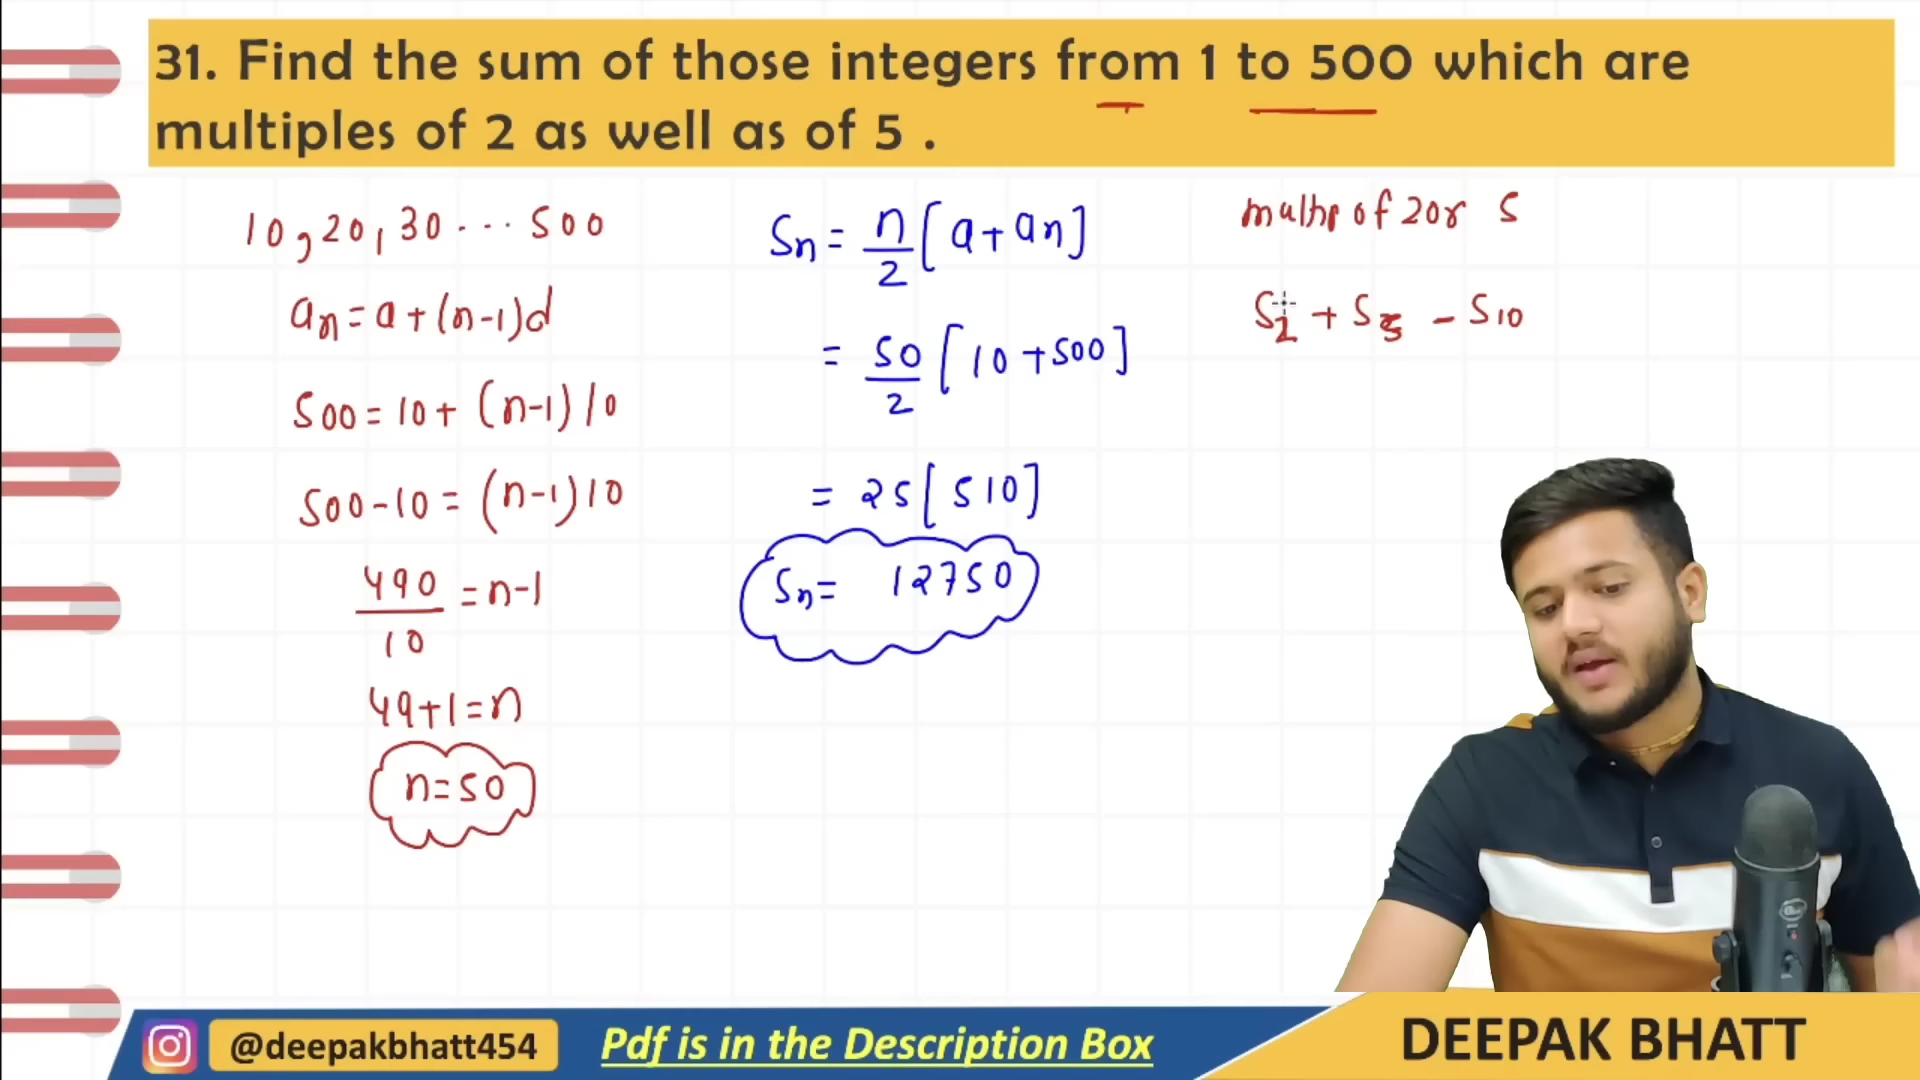 31. Find the sum of those integers from 1 to 500 which are
multiples of 2 as well as of 5 .
10, 20, 30 ... 500
an = a + (n-1)d
500 = 10 + (n-1)10
500-10 = (n-1)10
490/10 = n-1
49+1 = n
n = 50
Sn = n/2 [a + an]
= 50/2 [10 + 500]
= 25[510]
Sn = 12750
of 2 or 5
S2 + S5 - S10
@deepakbhatt454
Pdf is in the Description Box
DEEPAK BHATT